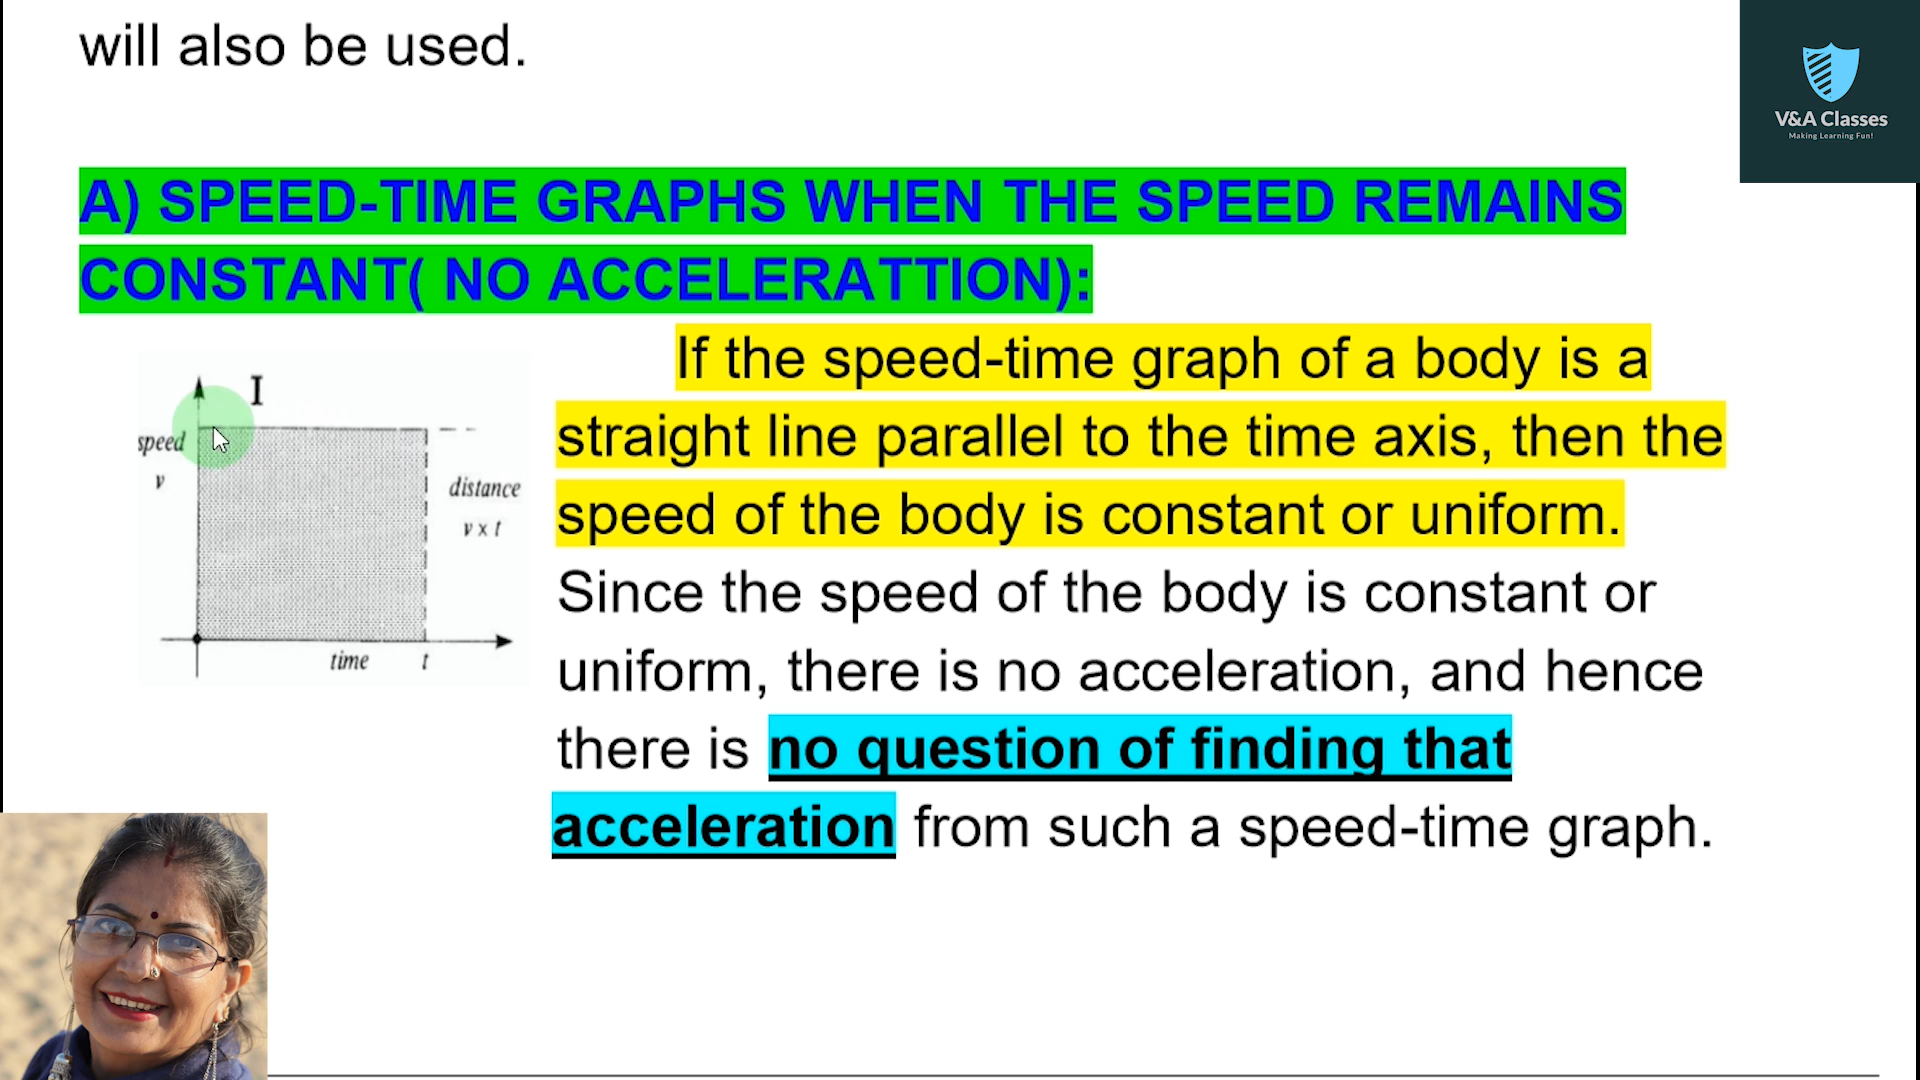 will also be used.
V&A Classes
Making Learning Fun!
A) SPEED-TIME GRAPHS WHEN THE SPEED REMAINS
CONSTANT( NO ACCELERATTION):
If the speed-time graph of a body is a
straight line parallel to the time axis, then the
speed of the body is constant or uniform.
Since the speed of the body is constant or
uniform, there is no acceleration, and hence
there is no question of finding that
acceleration from such a speed-time graph.
I
speed
v
distance
v x t
time t